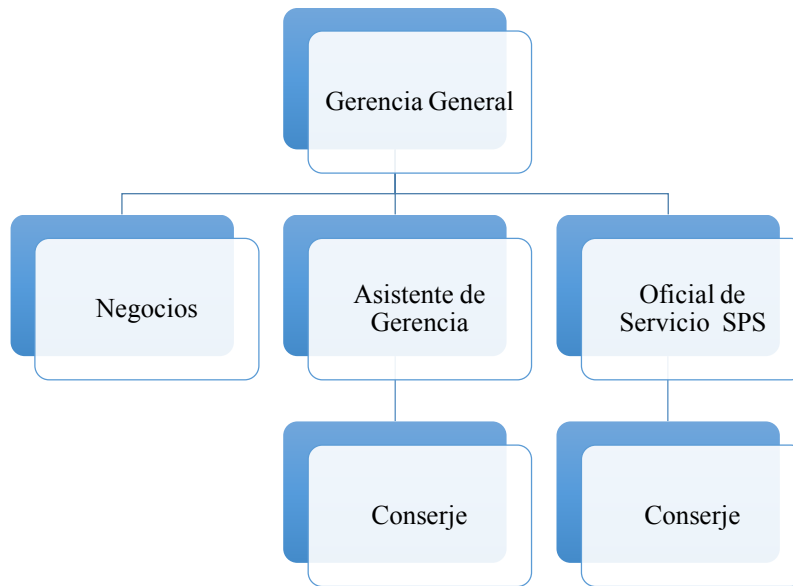 Gerencia General
Negocios
Asistente de
Gerencia
Oficial de
Servicio SPS
Conserje
Conserje